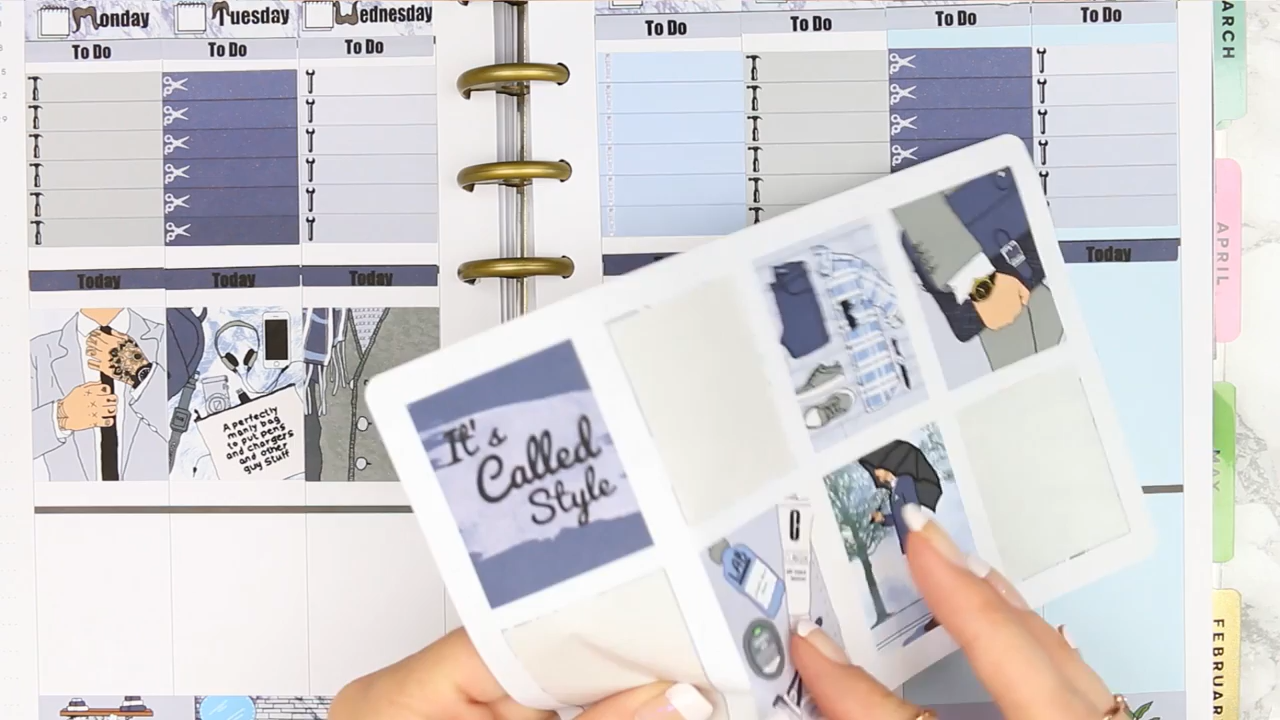 Monday
Tuesday
Wednesday
To Do
To Do
To Do
To Do
To Do
To Do
To Do
Today
Today
Today
Today
A perfectly
manly bag
to put pens
and chargers
and other
guy stuff
It's
Called
Style
LAB
C
ARCH
APRIL
MAY
FEBRUAR